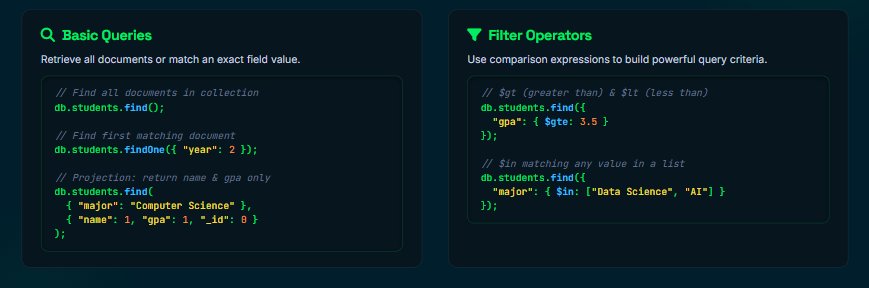 Basic Queries
Retrieve all documents or match an exact field value.
// Find all documents in collection
db.students.find();
// Find first matching document
db.students.findOne({ "year": 2 });
// Projection: return name & gpa only
db.students.find(
  { "major": "Computer Science" },
  { "name": 1, "gpa": 1, "_id": 0 }
);
Filter Operators
Use comparison expressions to build powerful query criteria.
// $gt (greater than) & $lt (less than)
db.students.find({
  "gpa": { $gte: 3.5 }
});
// $in matching any value in a list
db.students.find({
  "major": { $in: ["Data Science", "AI"] }
});